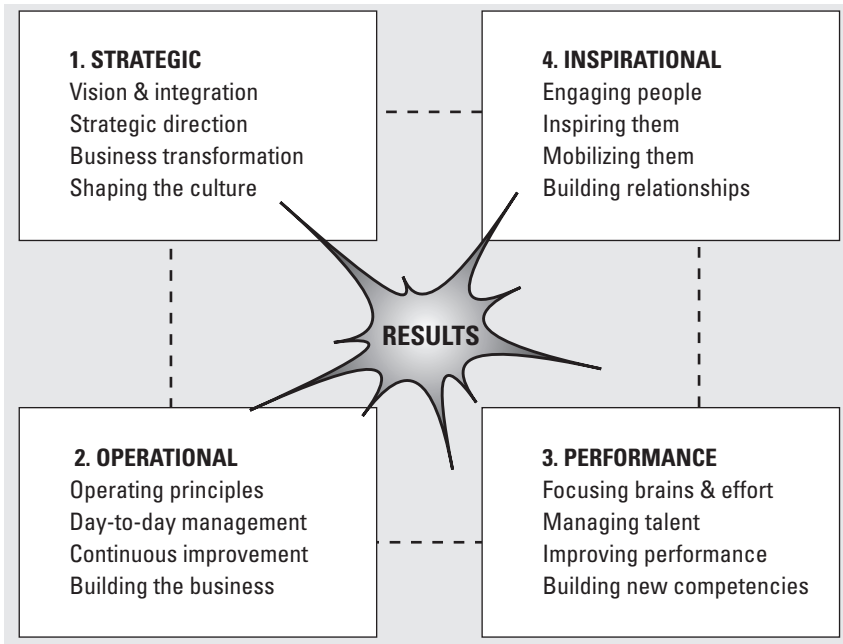 1. STRATEGIC
Vision & integration
Strategic direction
Business transformation
Shaping the culture
4. INSPIRATIONAL
Engaging people
Inspiring them
Mobilizing them
Building relationships
RESULTS
2. OPERATIONAL
Operating principles
Day-to-day management
Continuous improvement
Building the business
3. PERFORMANCE
Focusing brains & effort
Managing talent
Improving performance
Building new competencies